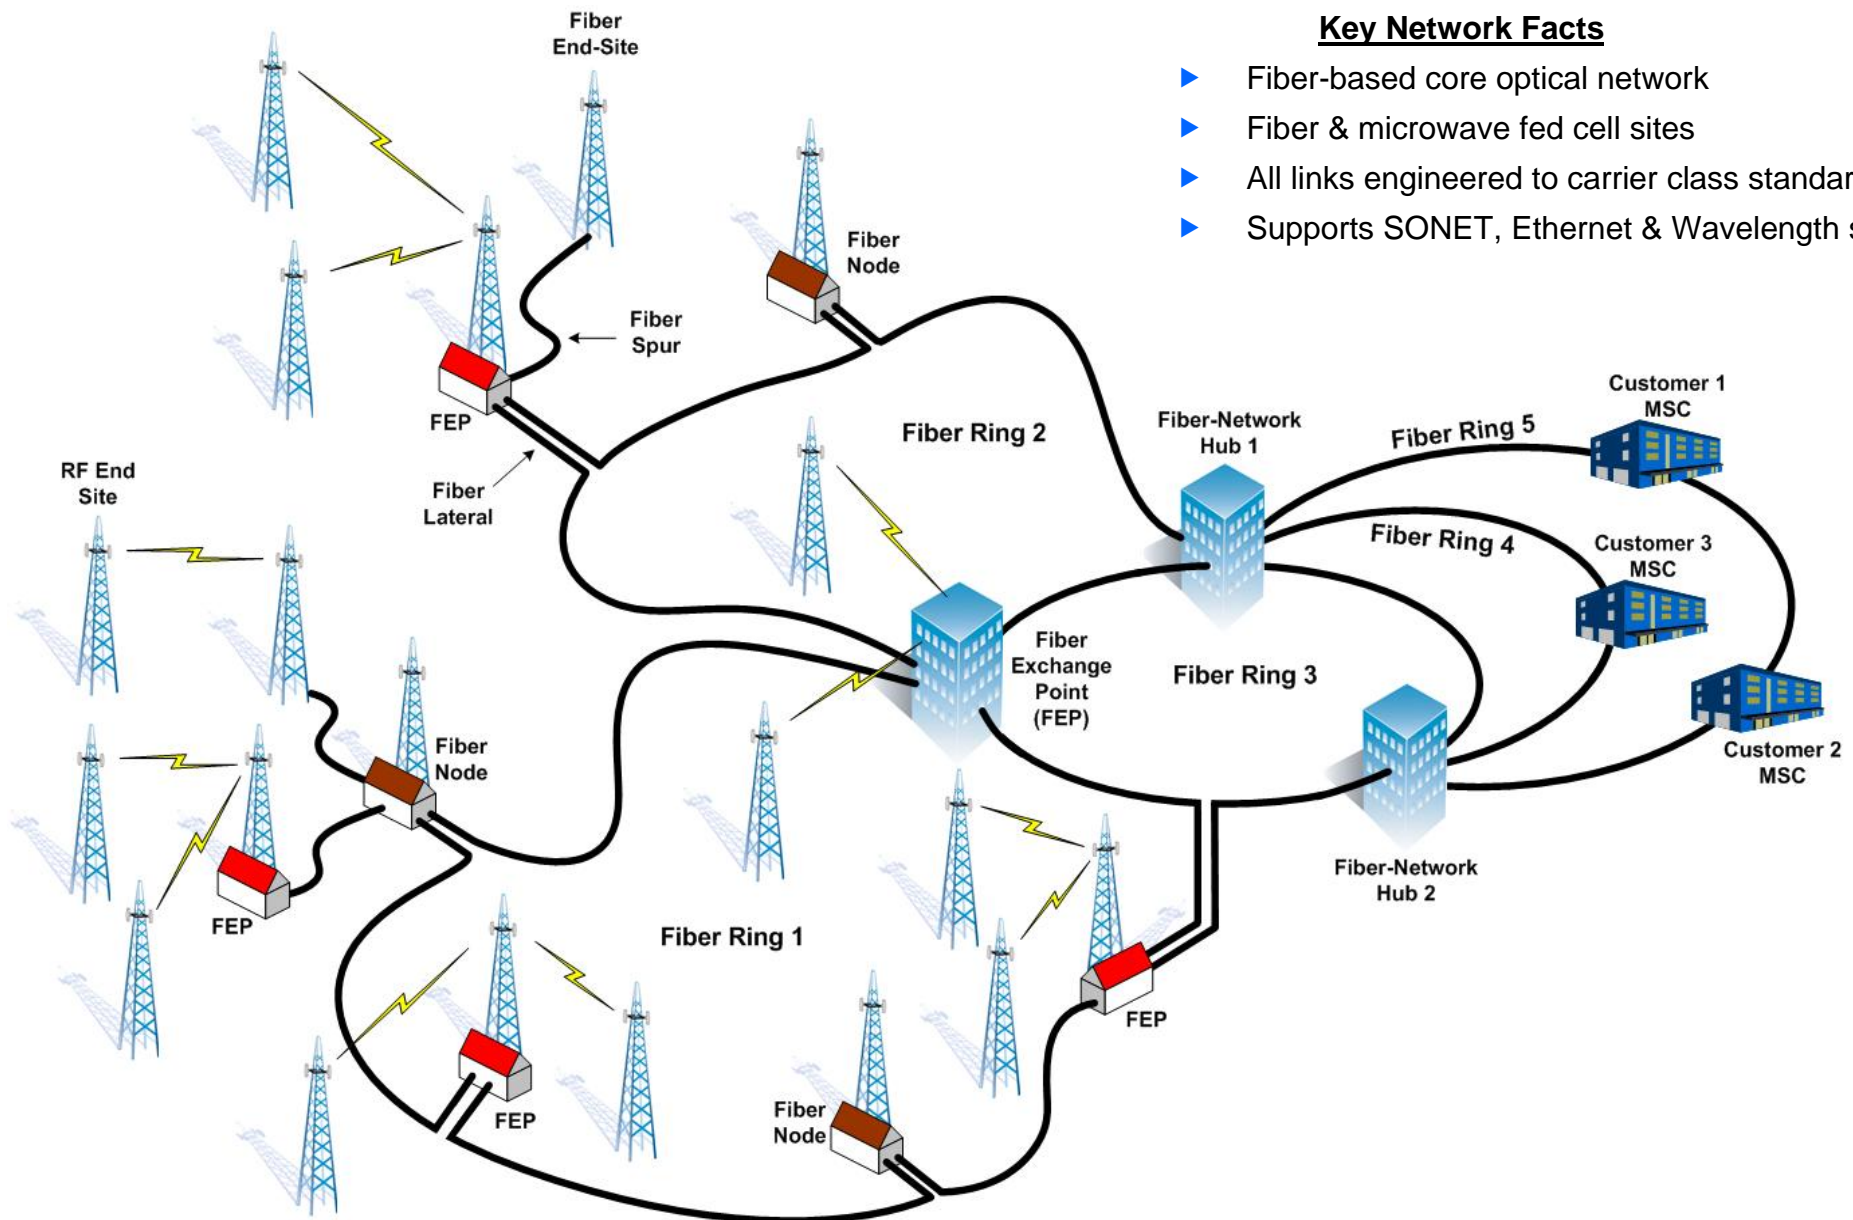 Key Network Facts
Fiber-based core optical network
Fiber & microwave fed cell sites
All links engineered to carrier class
Supports SONET, Ethernet & Wavelength
Fiber
End-Site
Fiber
Node
Fiber
Spur
FEP
Fiber
Lateral
Fiber Ring 2
Fiber-Network
Hub 1
Fiber Ring 5
Customer 1
MSC
Fiber Ring 4
Customer 3
MSC
RF End
Site
Fiber
Exchange
Point
(FEP)
Fiber Ring 3
Customer 2
MSC
Fiber
Node
Fiber-Network
Hub 2
FEP
Fiber Ring 1
FEP
FEP
Fiber
Node